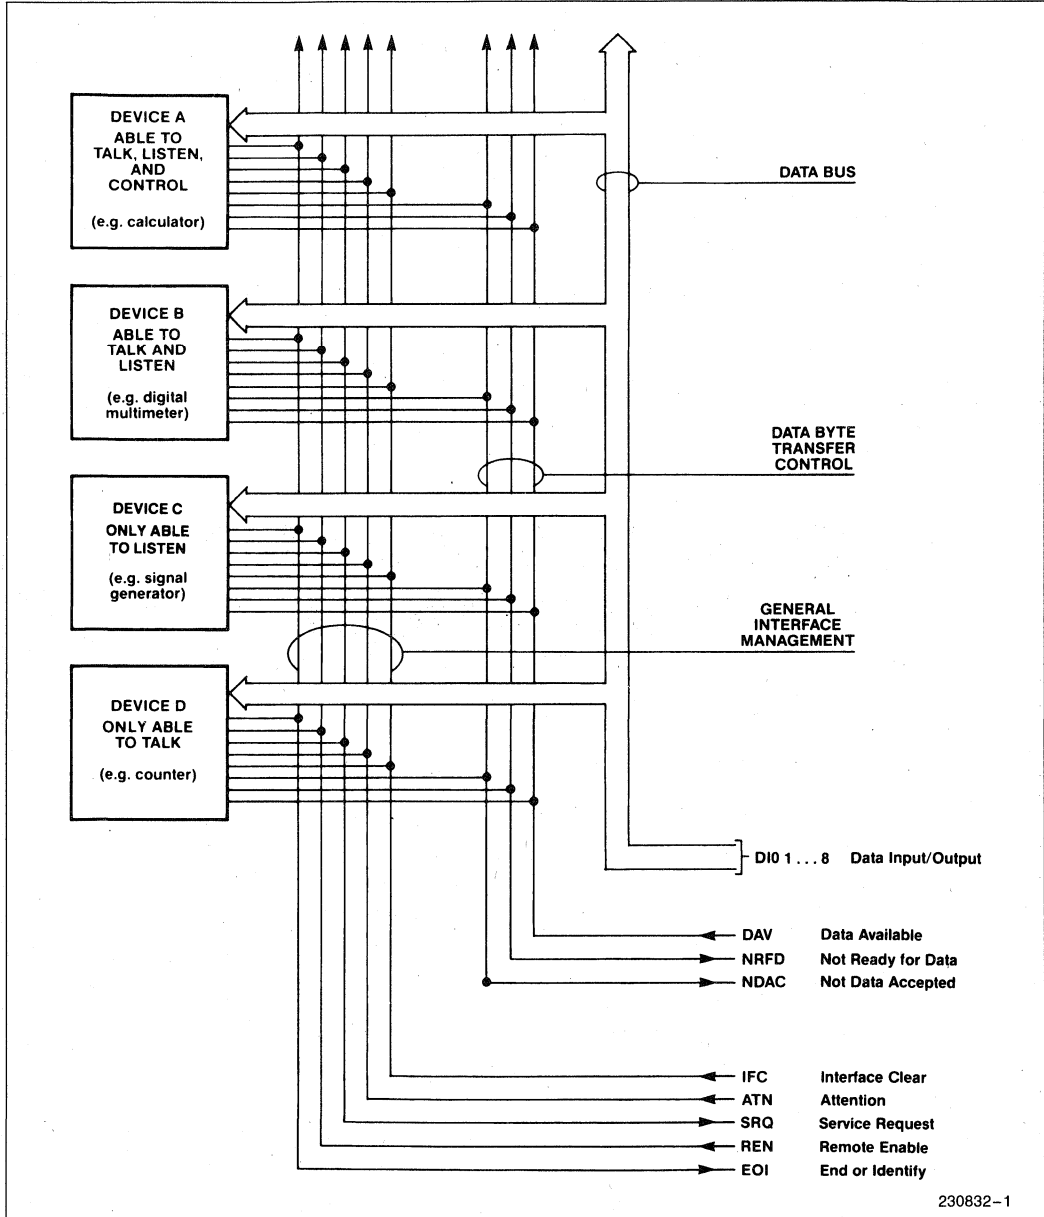 DEVICE A
ABLE TO
TALK, LISTEN,
AND
CONTROL
(e.g. calculator)
DATA BUS
DEVICE B
ABLE TO
TALK AND
LISTEN
(e.g. digital
multimeter)
DATA BYTE
TRANSFER
CONTROL
DEVICE C
ONLY ABLE
TO LISTEN
(e.g. signal
generator)
GENERAL
INTERFACE
MANAGEMENT
DEVICE D
ONLY ABLE
TO TALK
(e.g. counter)
DI0 1 . . . 8 Data Input/Output
DAV Data Available
NRFD Not Ready for Data
NDAC Not Data Accepted
IFC Interface Clear
ATN Attention
SRQ Service Request
REN Remote Enable
EOI End or Identify
230832-1